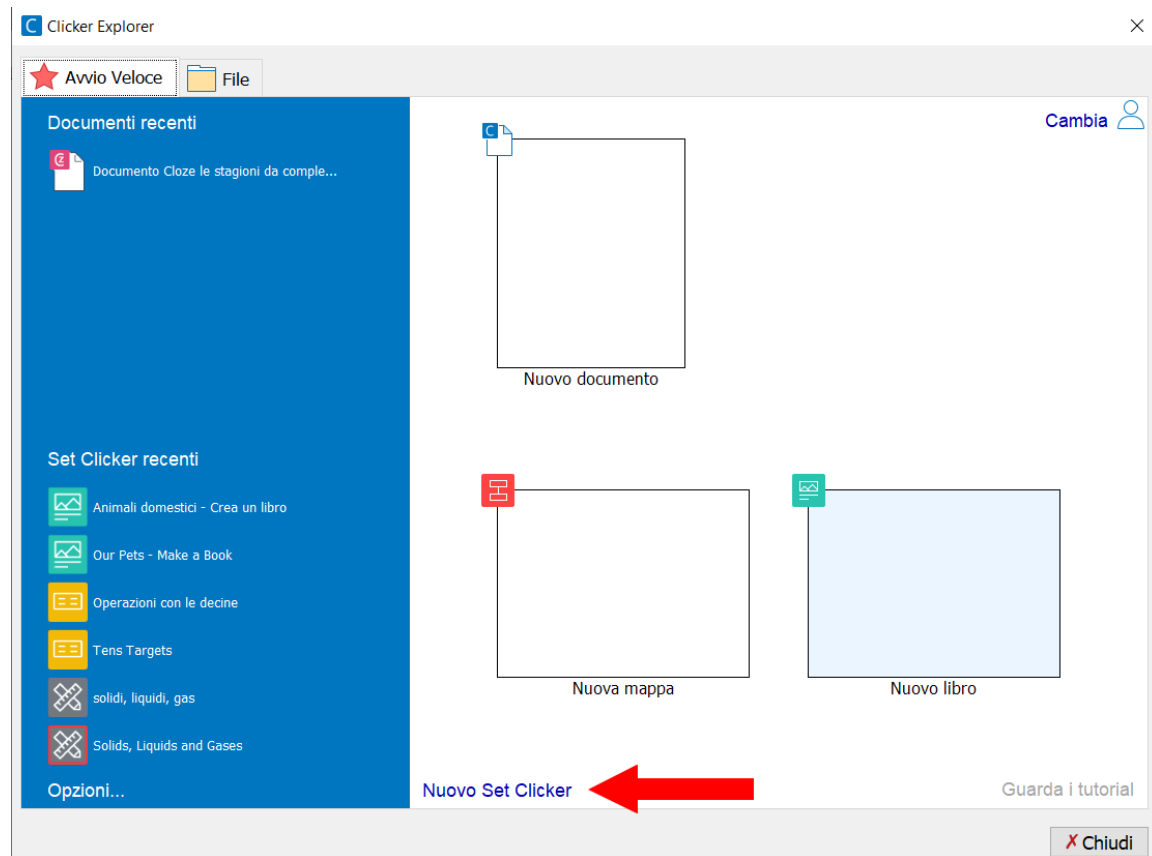 Clicker Explorer
Avvio Veloce
File
Documenti recenti
Documento Cloze le stagioni da comple...
Set Clicker recenti
Animali domestici - Crea un libro
Our Pets - Make a Book
Operazioni con le decine
Tens Targets
solidi, liquidi, gas
Solids, Liquids and Gases
Opzioni...
Cambia
Nuovo documento
Nuova mappa
Nuovo libro
Nuovo Set Clicker
Guarda i tutorial
Chiudi